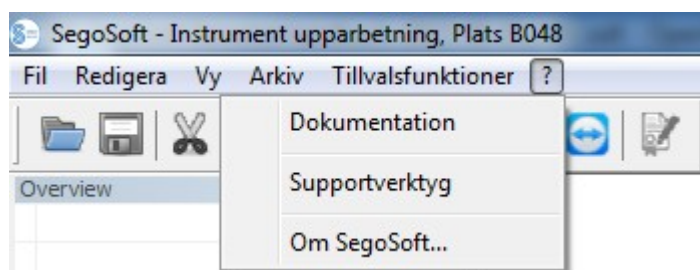 SegoSoft - Instrument upparbetning, Plats B048
Fil Redigera Vy Arkiv Tillvalsfunktioner ?
Dokumentation
Overview
Supportverktyg
Om SegoSoft...